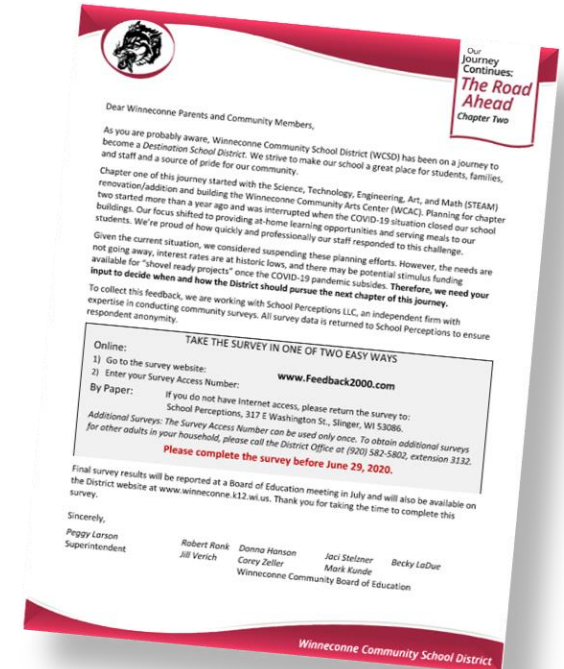 Our
Journey
Continues:
The Road
Ahead
Chapter Two
Dear Winneconne Parents and Community Members,
As you are probably aware, Winneconne Community School District (WCSD) has been on a journey to
become a Destination School District. We strive to make our school a great place for students, families,
and staff and a source of pride for our community.
Chapter one of this journey started with the Science, Technology, Engineering, Art, and Math (STEAM)
renovation/addition and building the Winneconne Community Arts Center (WCAC). Planning for chapter
two started more than a year ago and was interrupted when the COVID-19 situation closed our school
buildings. Our focus shifted to providing at-home learning opportunities and serving meals to our
students. We're proud of how quickly and professionally our staff responded to this challenge.
Given the current situation, we considered suspending these planning efforts. However, the needs are
not going away, interest rates are at historic lows, and there may be potential stimulus funding
available for "shovel ready projects" once the COVID-19 pandemic subsides. Therefore, we need your
input to decide when and how the District should pursue the next chapter of this journey.
To collect this feedback, we are working with School Perceptions LLC, an independent firm with
expertise in conducting community surveys. All survey data is returned to School Perceptions to ensure
respondent anonymity.
TAKE THE SURVEY IN ONE OF TWO EASY WAYS
Online:
1) Go to the survey website: www.Feedback2000.com
2) Enter your Survey Access Number:
By Paper: If you do not have Internet access, please return the survey to:
School Perceptions, 317 E Washington St., Slinger, WI 53086.
Additional Surveys: The Survey Access Number can be used only once. To obtain additional surveys
for other adults in your household, please call the District Office at (920) 582-5802, extension 3132.
Please complete the survey before June 29, 2020.
Final survey results will be reported at a Board of Education meeting in July and will also be available on
the District website at www.winneconne.k12.wi.us. Thank you for taking the time to complete this
survey.
Sincerely,
Peggy Larson Robert Ronk Donna Hanson Jaci Stelzner Becky LaDue
Superintendent Jill Verich Corey Zeller Mark Kunde
Winneconne Community Board of Education
Winneconne Community School District